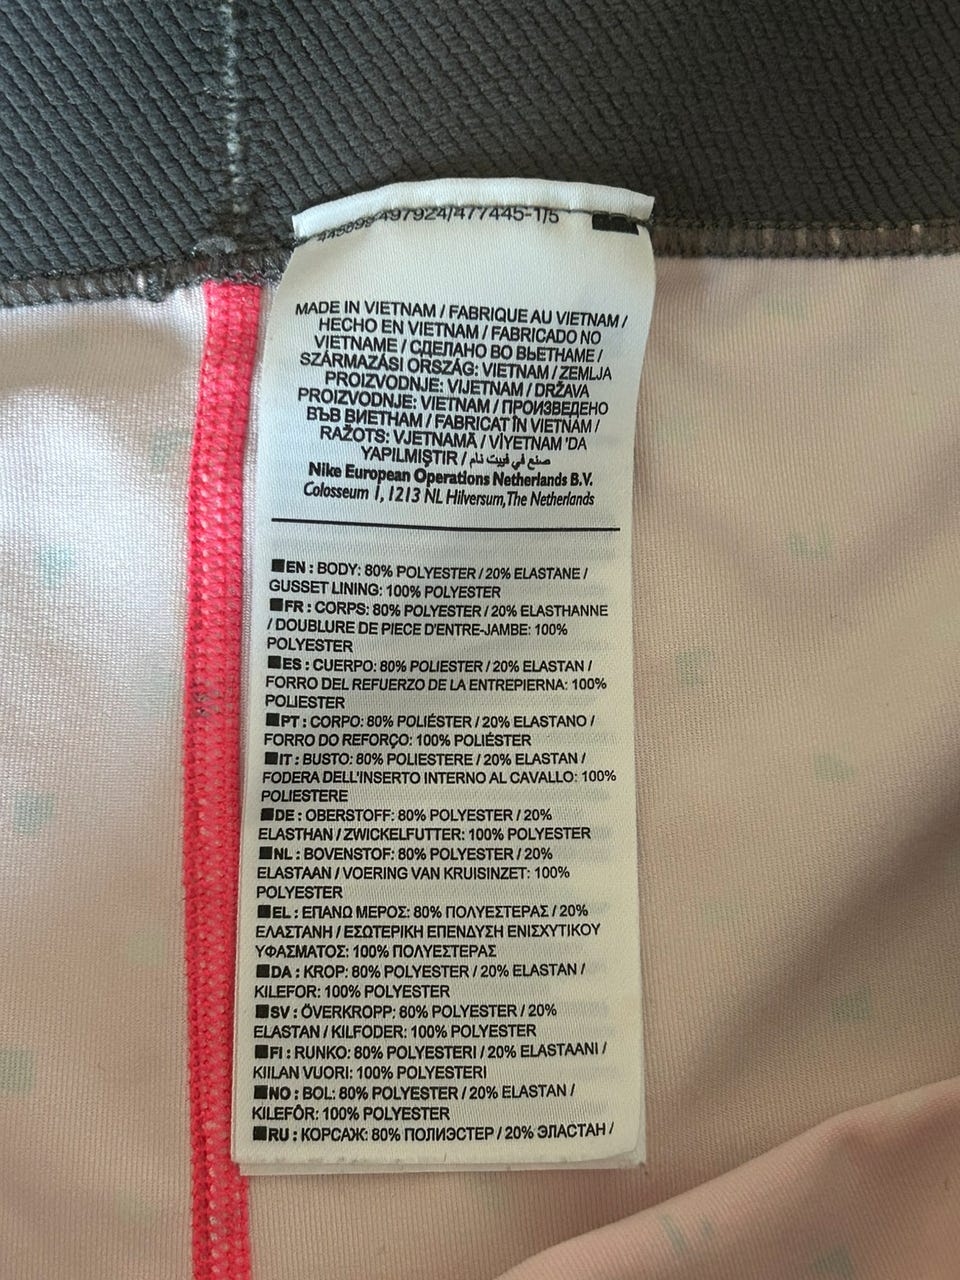 497924/477445-1/5
MADE IN VIETNAM / FABRIQUE AU VIETNAM /
HECHO EN VIETNAM / FABRICADO NO
VIETNAME / СДЕЛАНО ВО ВЬЕТНАМЕ /
SZÁRMAZÁSI ORSZÁG: VIETNAM / ZEMLJA
PROIZVODNJE: VIJETNAM / DRŽAVA
PROIZVODNJE: VIETNAM / ПРОИЗВЕДЕНО
ВЪВ ВИЕТНАМ / FABRICAT ÎN VIETNAM /
RAŽOTS: VJETNAMĀ / VİYETNAM 'DA
YAPILMIŞTIR / صنع في فييت نام
Nike European Operations Netherlands B.V.
Colosseum 1, 1213 NL Hilversum, The Netherlands
EN : BODY: 80% POLYESTER / 20% ELASTANE /
GUSSET LINING: 100% POLYESTER
FR : CORPS: 80% POLYESTER / 20% ELASTHANNE
/ DOUBLURE DE PIECE D'ENTRE-JAMBE: 100%
POLYESTER
ES : CUERPO: 80% POLIESTER / 20% ELASTAN /
FORRO DEL REFUERZO DE LA ENTREPIERNA: 100%
POLIESTER
PT : CORPO: 80% POLIÉSTER / 20% ELASTANO /
FORRO DO REFORÇO: 100% POLIÉSTER
IT : BUSTO: 80% POLIESTERE / 20% ELASTAN /
FODERA DELL'INSERTO INTERNO AL CAVALLO: 100%
POLIESTERE
DE : OBERSTOFF: 80% POLYESTER / 20%
ELASTHAN / ZWICKELFUTTER: 100% POLYESTER
NL : BOVENSTOF: 80% POLYESTER / 20%
ELASTAAN / VOERING VAN KRUISINZET: 100%
POLYESTER
EL : ΕΠΑΝΩ ΜΕΡΟΣ: 80% ΠΟΛΥΕΣΤΕΡΑΣ / 20%
ΕΛΑΣΤΑΝΗ / ΕΣΩΤΕΡΙΚΗ ΕΠΕΝΔΥΣΗ ΕΝΙΣΧΥΤΙΚΟΥ
ΥΦΑΣΜΑΤΟΣ: 100% ΠΟΛΥΕΣΤΕΡΑΣ
DA : KROP: 80% POLYESTER / 20% ELASTAN /
KILEFOR: 100% POLYESTER
SV : ÖVERKROPP: 80% POLYESTER / 20%
ELASTAN / KILFODER: 100% POLYESTER
FI : RUNKO: 80% POLYESTERI / 20% ELASTAANI /
KIILAN VUORI: 100% POLYESTERI
NO : BOL: 80% POLYESTER / 20% ELASTAN /
KILEFÔR: 100% POLYESTER
RU : КОРСАЖ: 80% ПОЛИЭСТЕР / 20% ЭЛАСТАН /